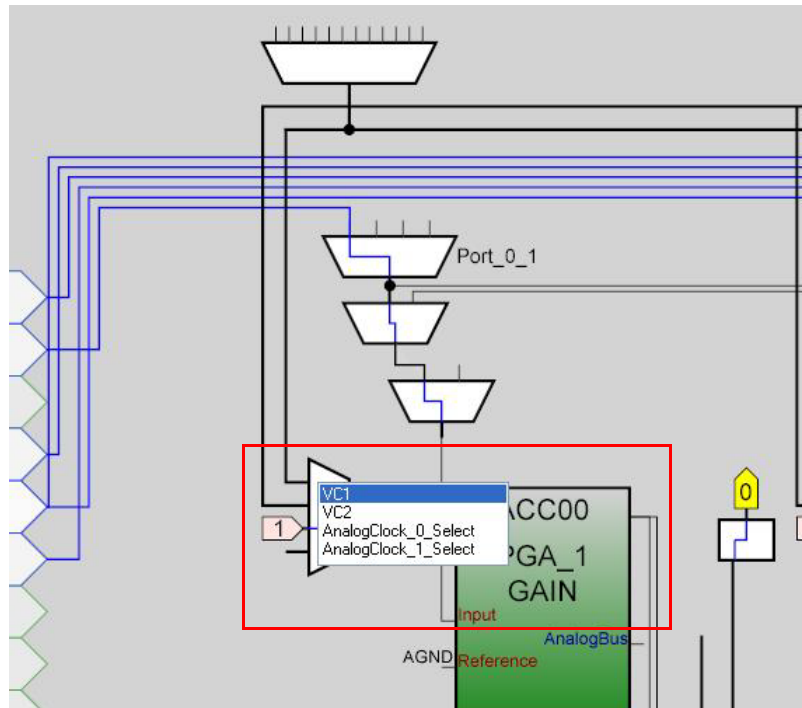 Port_0_1
VC1
VC2
AnalogClock_0_Select
AnalogClock_1_Select
1
ACC00
PGA_1
GAIN
Input
AnalogBus
AGND
Reference
0